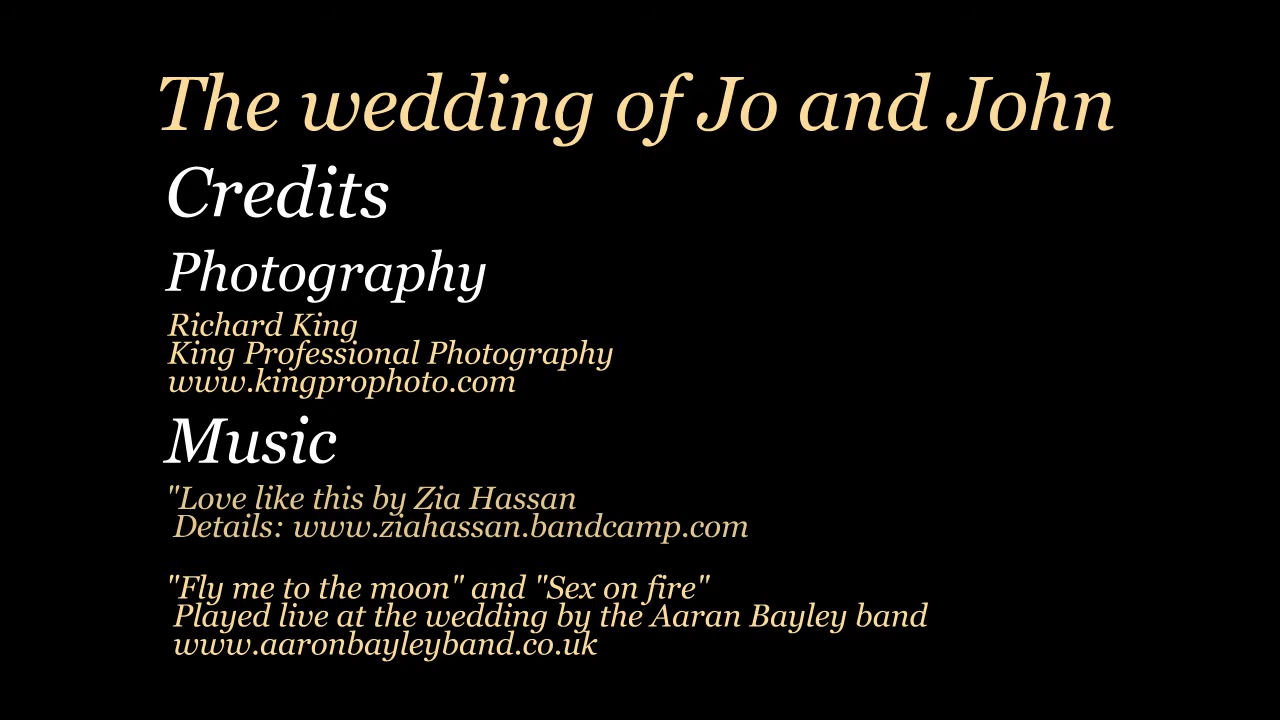 The wedding of Jo and John
Credits
Photography
Richard King
King Professional Photography
www.kingprophoto.com
Music
"Love like this by Zia Hassan
Details: www.ziahassan.bandcamp.com
"Fly me to the moon" and "Sex on fire"
Played live at the wedding by the Aaran Bayley band
www.aaronbayleyband.co.uk